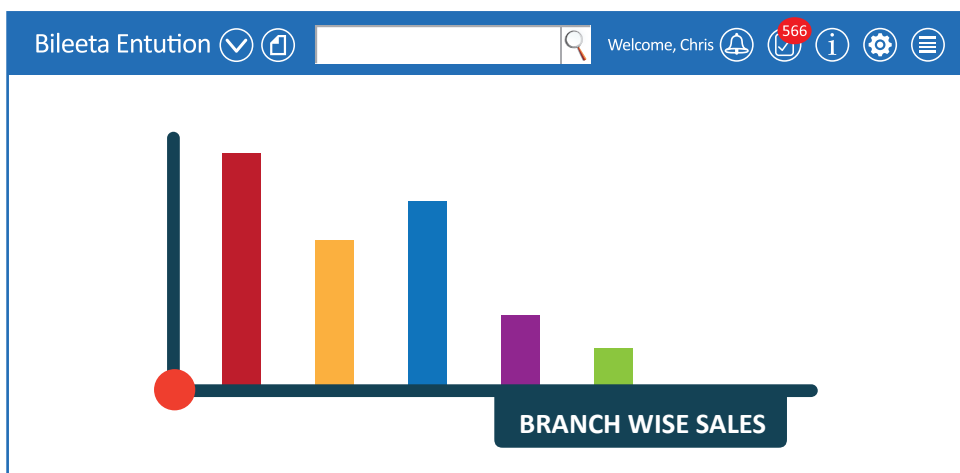 Bileeta Entution
Welcome, Chris
566
BRANCH WISE SALES